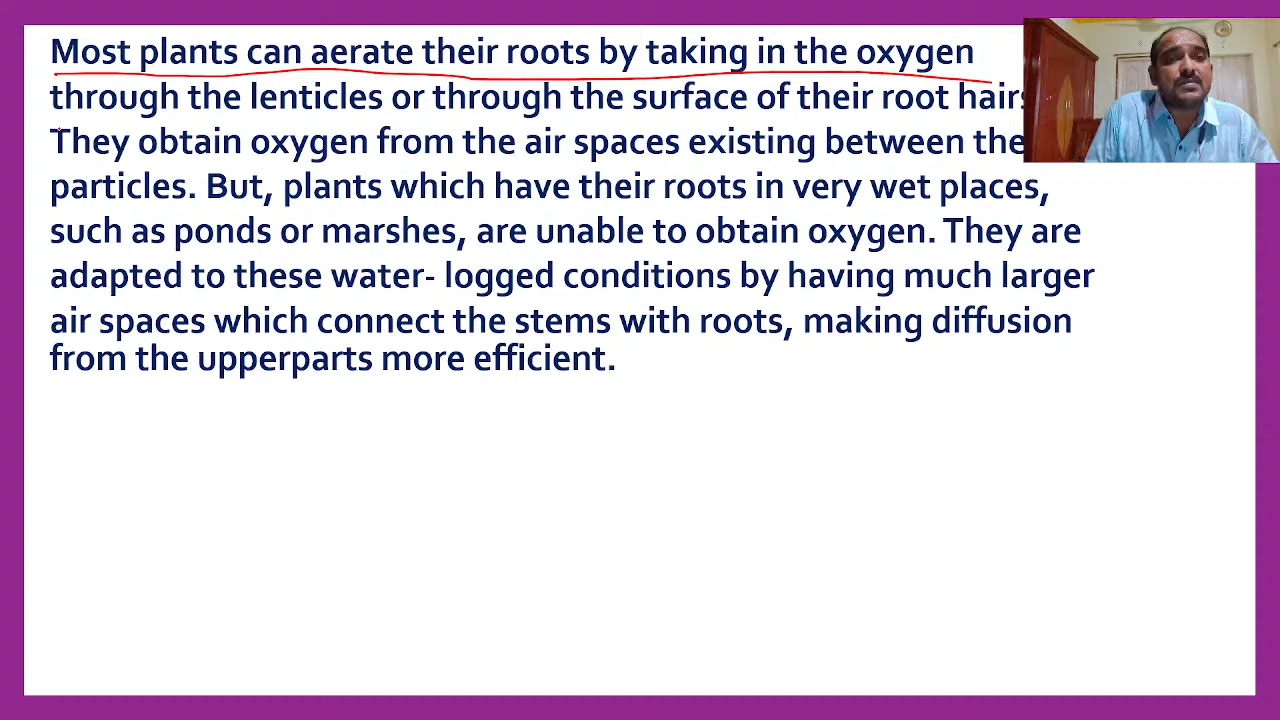 Most plants can aerate their roots by taking in the oxygen
through the lenticles or through the surface of their root hairs
They obtain oxygen from the air spaces existing between the
particles. But, plants which have their roots in very wet places,
such as ponds or marshes, are unable to obtain oxygen. They are
adapted to these water- logged conditions by having much larger
air spaces which connect the stems with roots, making diffusion
from the upperparts more efficient.